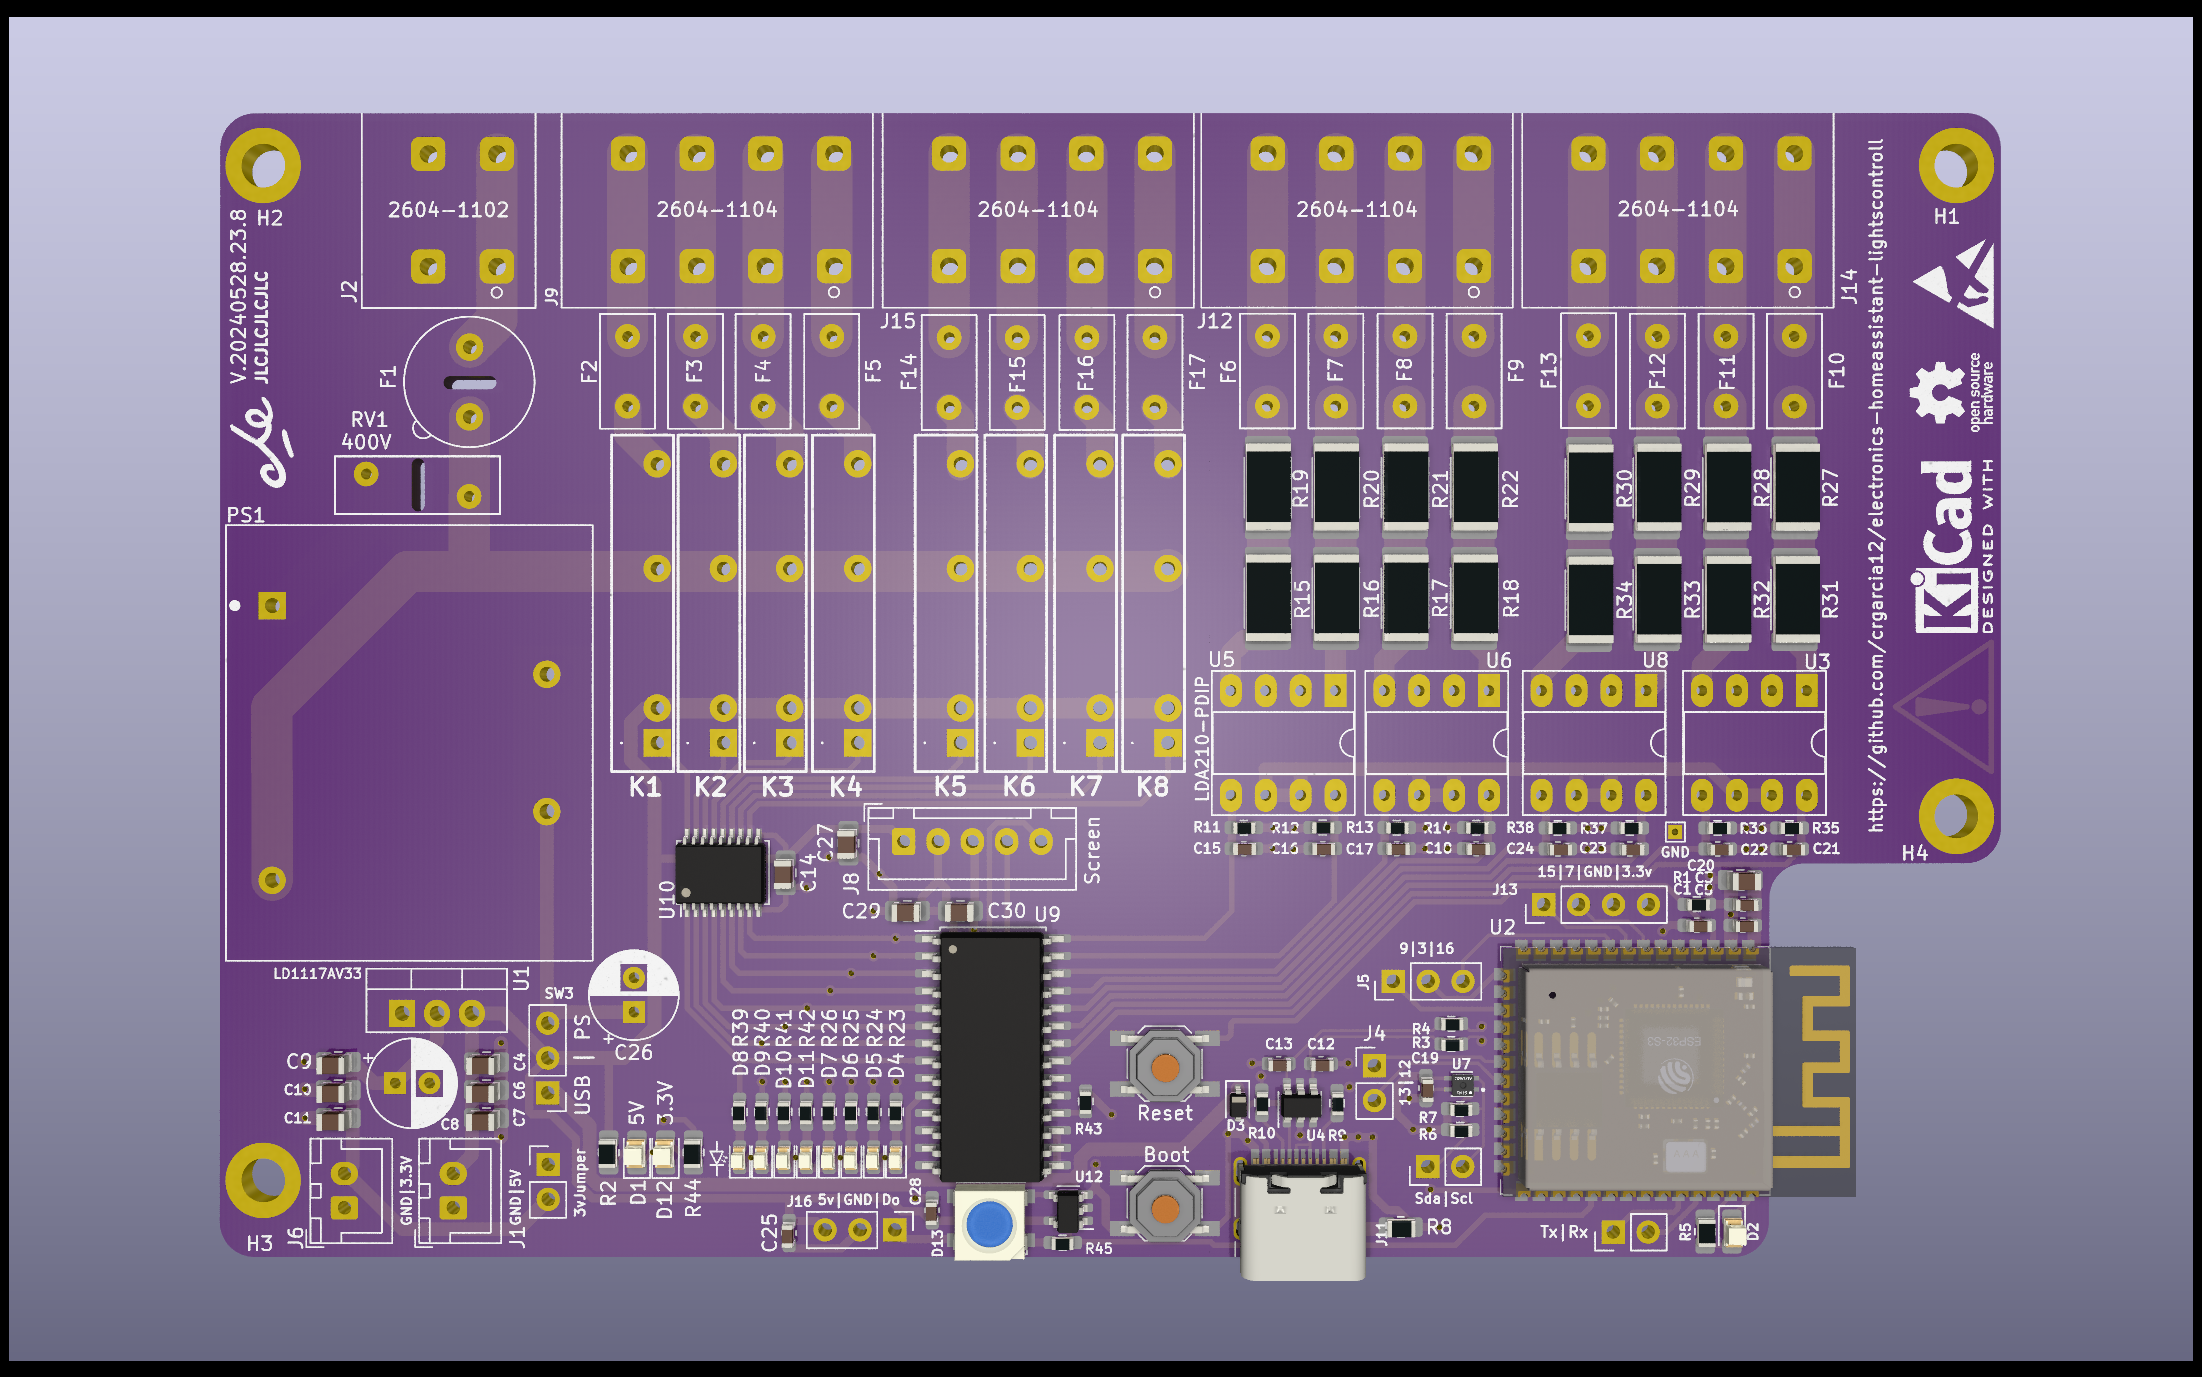 H2
2604-1102
2604-1104
2604-1104
2604-1104
2604-1104
H1
V.20240528.23.8
JLCJLCJLCJLC
J2
J9
J15
J12
J14
https://github.com/crgarcia12/electronics-homeassistant-lightscontroll
F1
F2
F3
F4
F5
F14
F15
F16
F17
F6
F7
F8
F9
F13
F12
F11
F10
open source
hardware
RV1
400V
R19
R20
R21
R22
R30
R29
R28
R27
KiCad
DESIGNED WITH
PS1
R15
R16
R17
R18
R34
R33
R32
R31
U5
U6
U8
U3
LDA210-PDIP
K1
K2
K3
K4
K5
K6
K7
K8
R11
R12
R13
R14
R38
R37
R35
C15
C17
C24
C23
C22
C21
GND
H4
U10
C14
C27
J8
Screen
C29
C30
U9
15|7|GND|3.3v
J13
C20
R1
C1
C5
U2
9|3|16
J5
LD1117AV33
U1
SW3
USB | PS
C26
C9
C10
C11
C4
C6
C7
C8
D8 R39
D9 R40
D10 R41
D11 R42
D7 R26
D6 R25
D5 R24
D4 R23
R43
Reset
C13
C12
J4
13|12
R4
R3
C19
U7
R7
R6
ESP32-S3
D3
R10
U4
R9
5V
3.3V
R2
D1
D12
R44
Boot
U12
GND|3.3V
GND|5V
3vJumper
J6
J1
H3
J16
5v|GND|Do
C28
C25
D13
R45
J11
R8
Sda|Scl
Tx|Rx
R5
D2